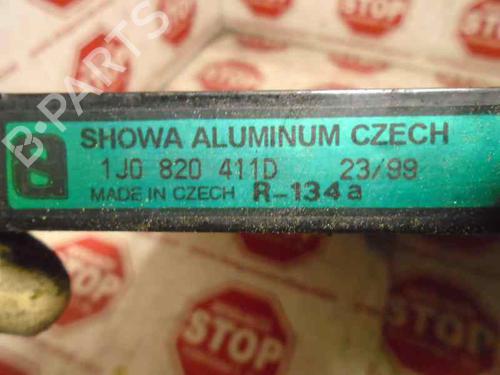 SHOWA ALUMINUM CZECH
1J0 820 411D 23/99
MADE IN CZECH R-134a
B-PARTS
STOP
STOP
STOP
STOP